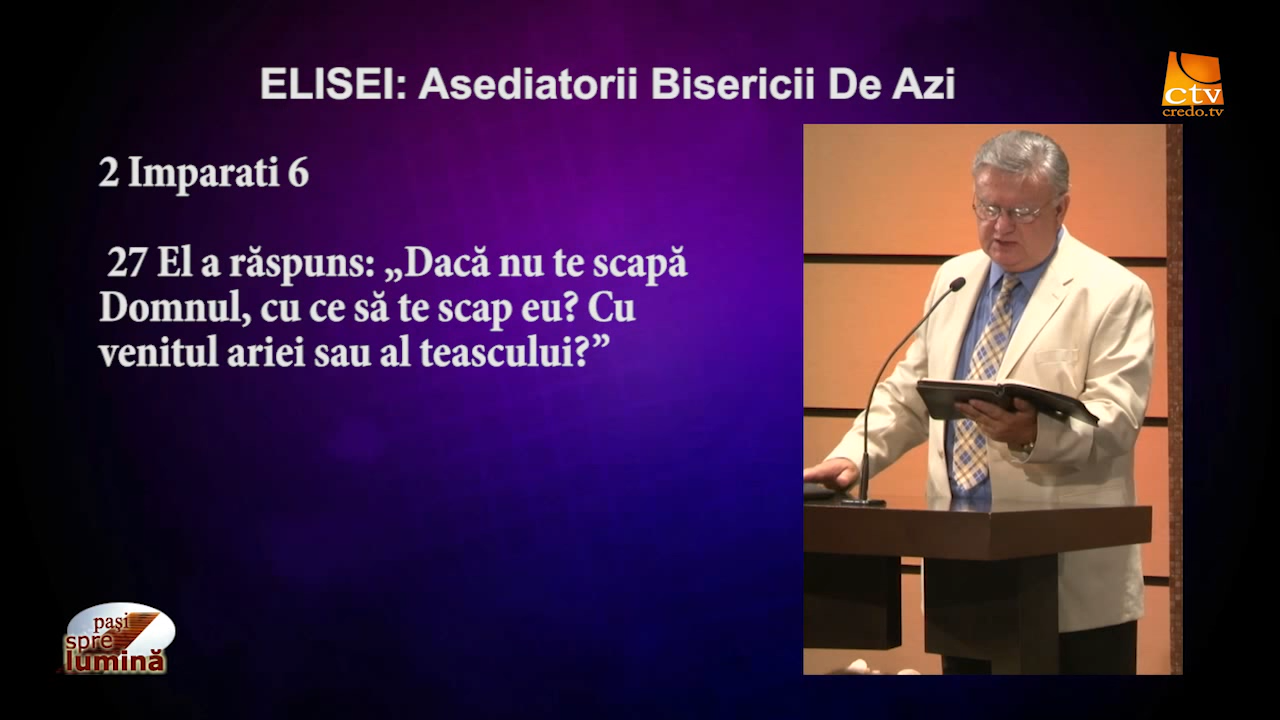 ELISEI: Asediatorii Bisericii De Azi
ctv
credo.tv
2 Imparati 6
27 El a răspuns: „Dacă nu te scapă
Domnul, cu ce să te scap eu? Cu
venitul ariei sau al teascului?”
pași
spre
lumină